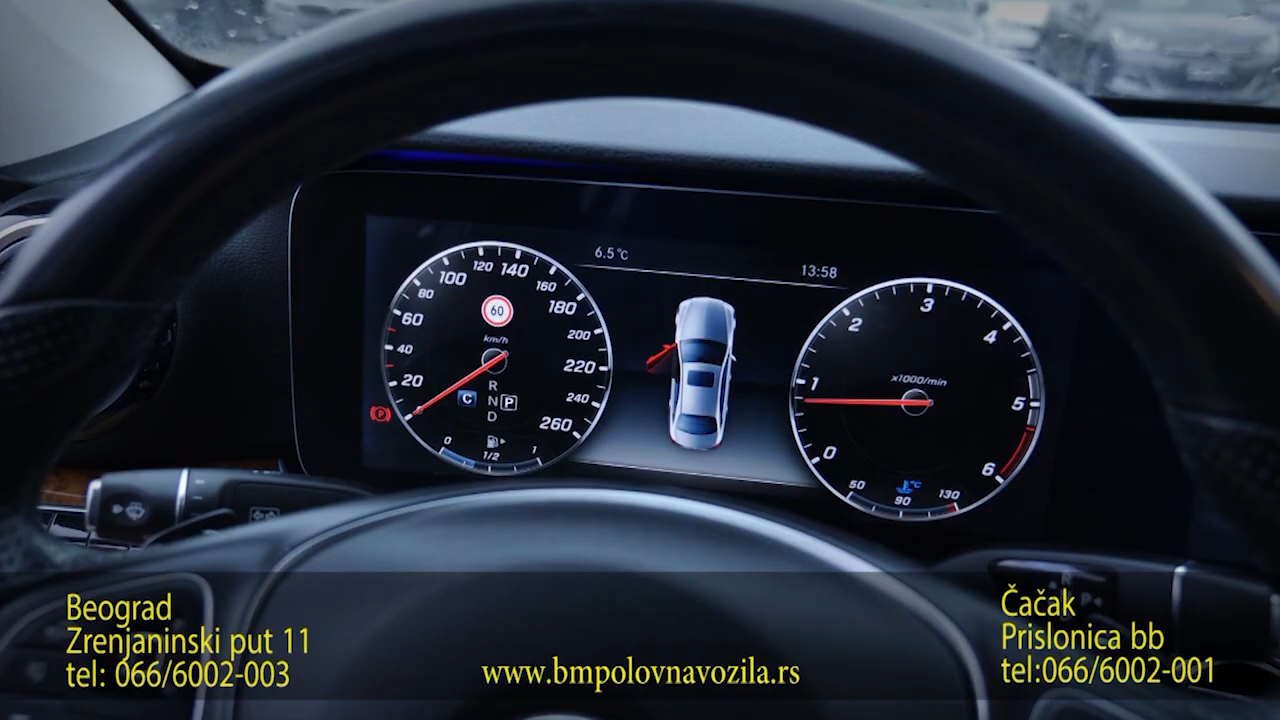 6.5°C
13:58
20
40
60
80
100
120
140
160
180
200
220
240
260
60
km/h
C
R
N
D
P
P
0
1/2
1
0
1
2
3
4
5
6
x1000/min
°C
50
90
130
Beograd
Zrenjaninski put 11
tel: 066/6002-003
www.bmpolovnavozila.rs
Čačak
Prislonica bb
tel:066/6002-001